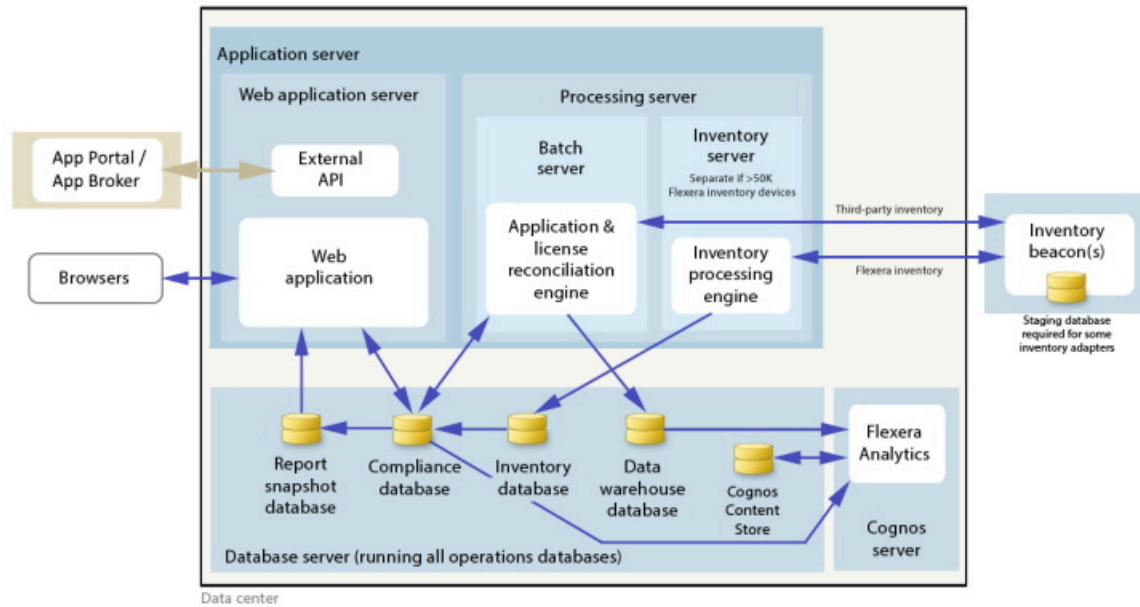 Application server
Web application server
Processing server
App Portal /
App Broker
External
API
Batch
server
Inventory
server
Separate if >50K
Flexera inventory devices
Third-party inventory
Browsers
Web
application
Application &
license
reconciliation
engine
Inventory
processing
engine
Flexera inventory
Inventory
beacon(s)
Staging database
required for some
inventory adapters
Report
snapshot
database
Compliance
database
Inventory
database
Data
warehouse
database
Cognos
Content
Store
Flexera
Analytics
Cognos
server
Database server (running all operations databases)
Data center